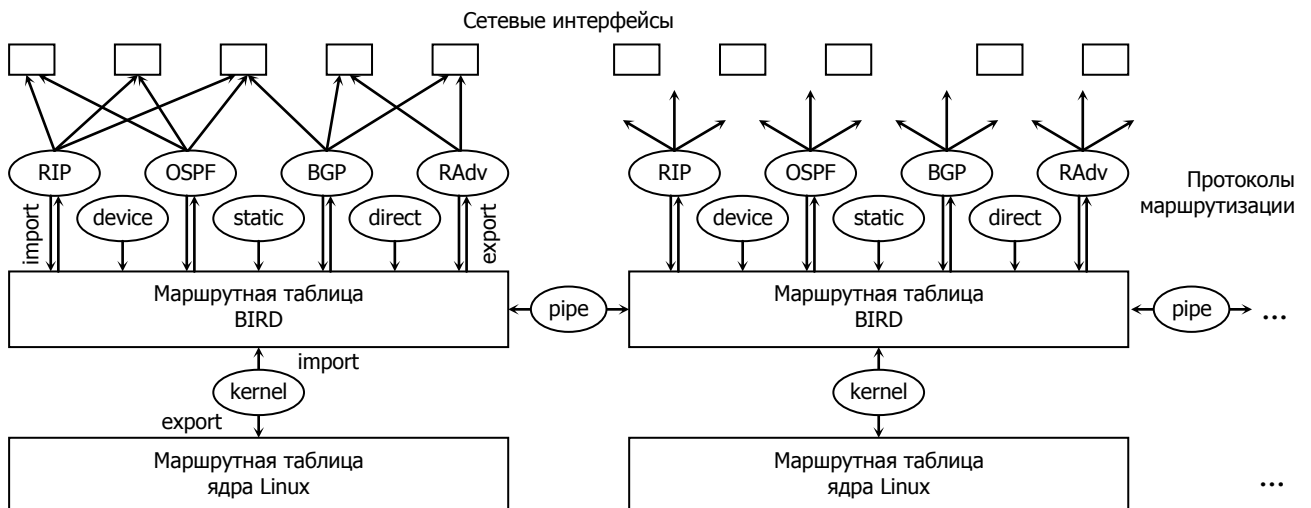 Сетевые интерфейсы
RIP OSPF BGP RAdv RIP OSPF BGP RAdv
Протоколы
маршрутизации
import device static direct export device static direct
Маршрутная таблица
BIRD
pipe
Маршрутная таблица
BIRD
pipe ...
import
kernel
export
kernel
Маршрутная таблица
ядра Linux
Маршрутная таблица
ядра Linux
...